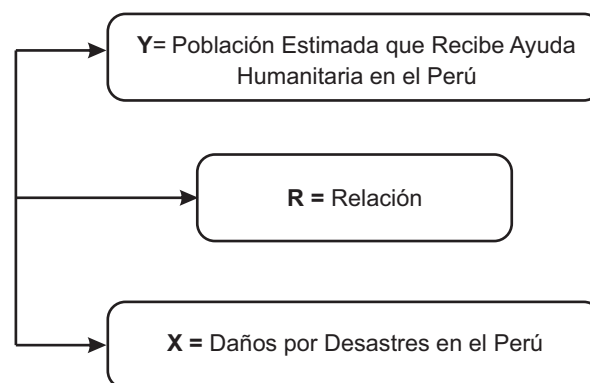 Y= Población Estimada que Recibe Ayuda
Humanitaria en el Perú
R = Relación
X = Daños por Desastres en el Perú